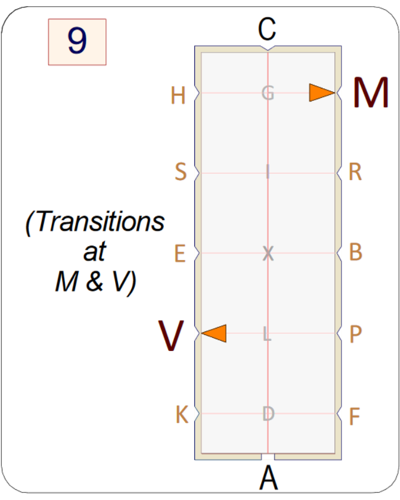 9
C
H G M
S I R
(Transitions
at
M & V)
E X B
V L P
K D F
A